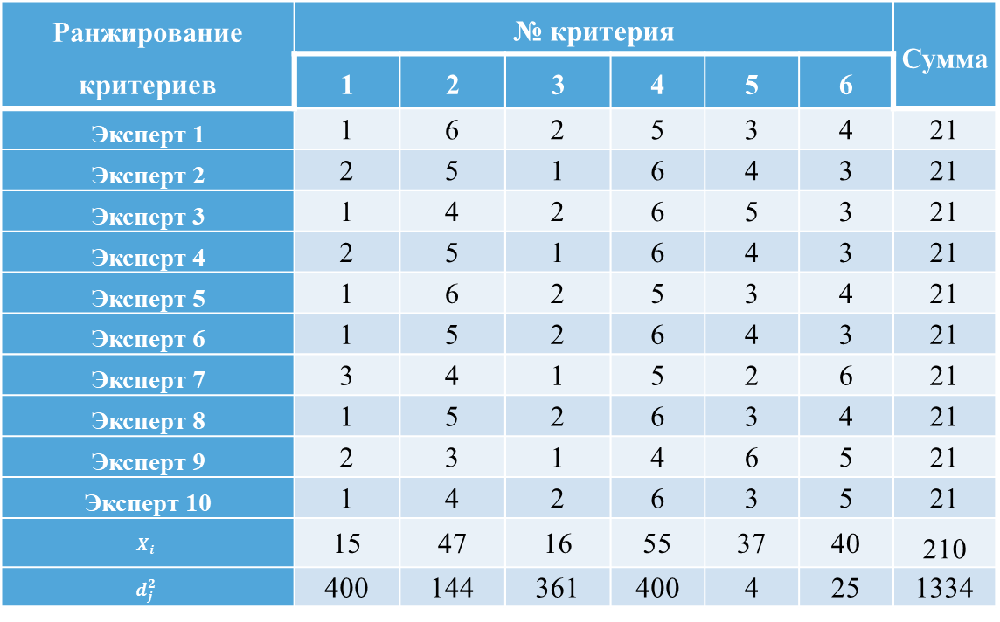 Ранжирование критериев № критерия Сумма
1 2 3 4 5 6
Эксперт 1 1 6 2 5 3 4 21
Эксперт 2 2 5 1 6 4 3 21
Эксперт 3 1 4 2 6 5 3 21
Эксперт 4 2 5 1 6 4 3 21
Эксперт 5 1 6 2 5 3 4 21
Эксперт 6 1 5 2 6 4 3 21
Эксперт 7 3 4 1 5 2 6 21
Эксперт 8 1 5 2 6 3 4 21
Эксперт 9 2 3 1 4 6 5 21
Эксперт 10 1 4 2 6 3 5 21
Xᵢ 15 47 16 55 37 40 210
dⱼ² 400 144 361 400 4 25 1334